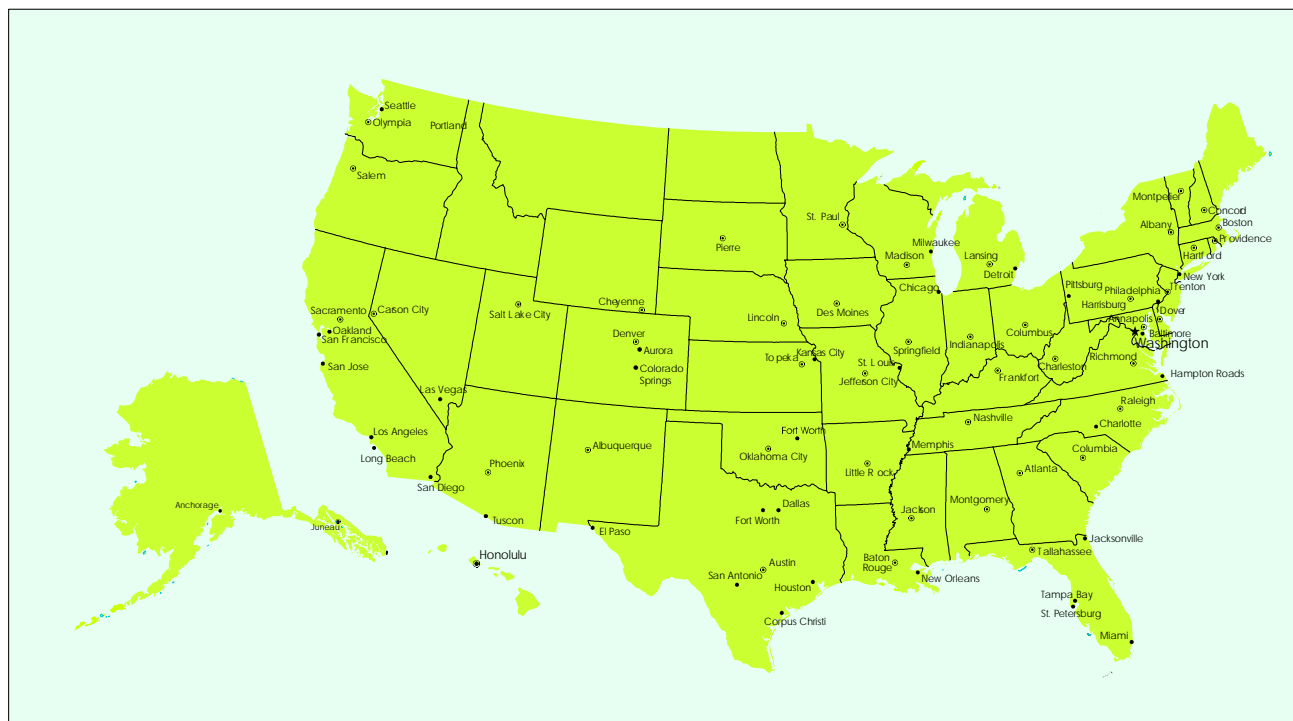 Seattle
Olympia
Portland
Salem
Montpelier
Concord
Boston
Albany
Providence
Hartford
St. Paul
Pierre
Milwaukee
Madison
Lansing
Detroit
Chicago
New York
Pittsburg
Philadelphia
Trenton
Harrisburg
Dover
Annapolis
Baltimore
Washington
Cheyenne
Sacramento
Cason City
Salt Lake City
Oakland
San Francisco
Lincoln
Des Moines
Denver
Aurora
Colorado
Springs
Topeka
Kansas City
St. Louis
Jefferson City
Springfield
Indianapolis
Columbus
Charleston
Frankfort
Richmond
Hampton Roads
San Jose
Las Vegas
Raleigh
Charlotte
Nashville
Los Angeles
Long Beach
Fort Worth
Albuquerque
Oklahoma City
Memphis
Columbia
Little Rock
Atlanta
Phoenix
San Diego
Montgomery
Jackson
Anchorage
Juneau
Tuscon
El Paso
Dallas
Fort Worth
Jacksonville
Tallahassee
Honolulu
Austin
San Antonio
Houston
Baton
Rouge
New Orleans
Tampa Bay
St. Petersburg
Corpus Christi
Miami